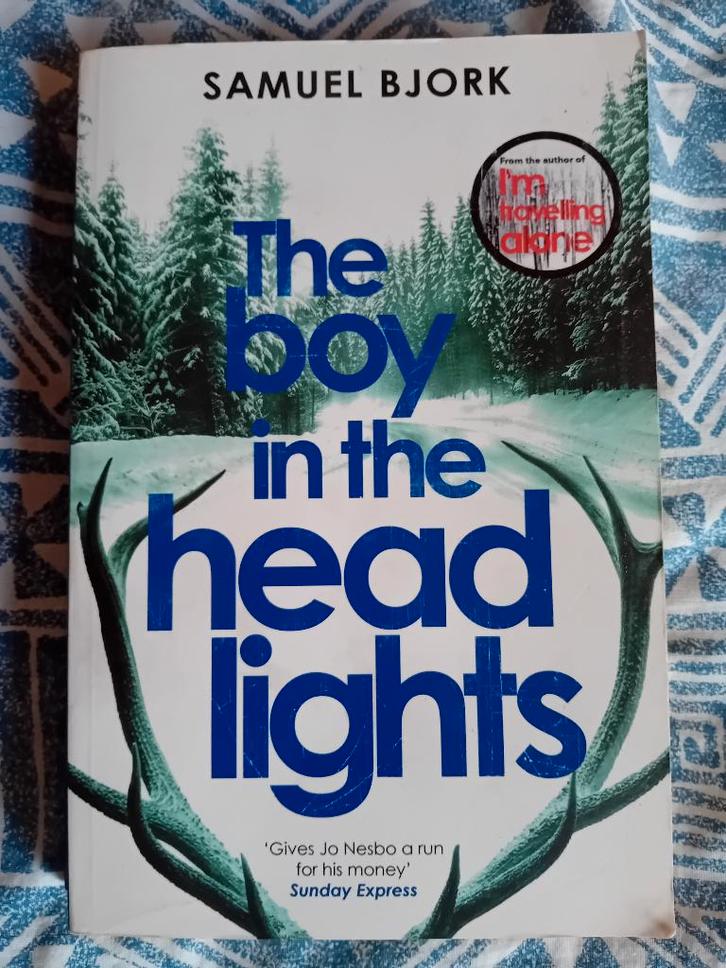 SAMUEL BJORK
From the author of
I'm
travelling
alone
The
boy
in the
head
lights
‘Gives Jo Nesbo a run
for his money’
Sunday Express